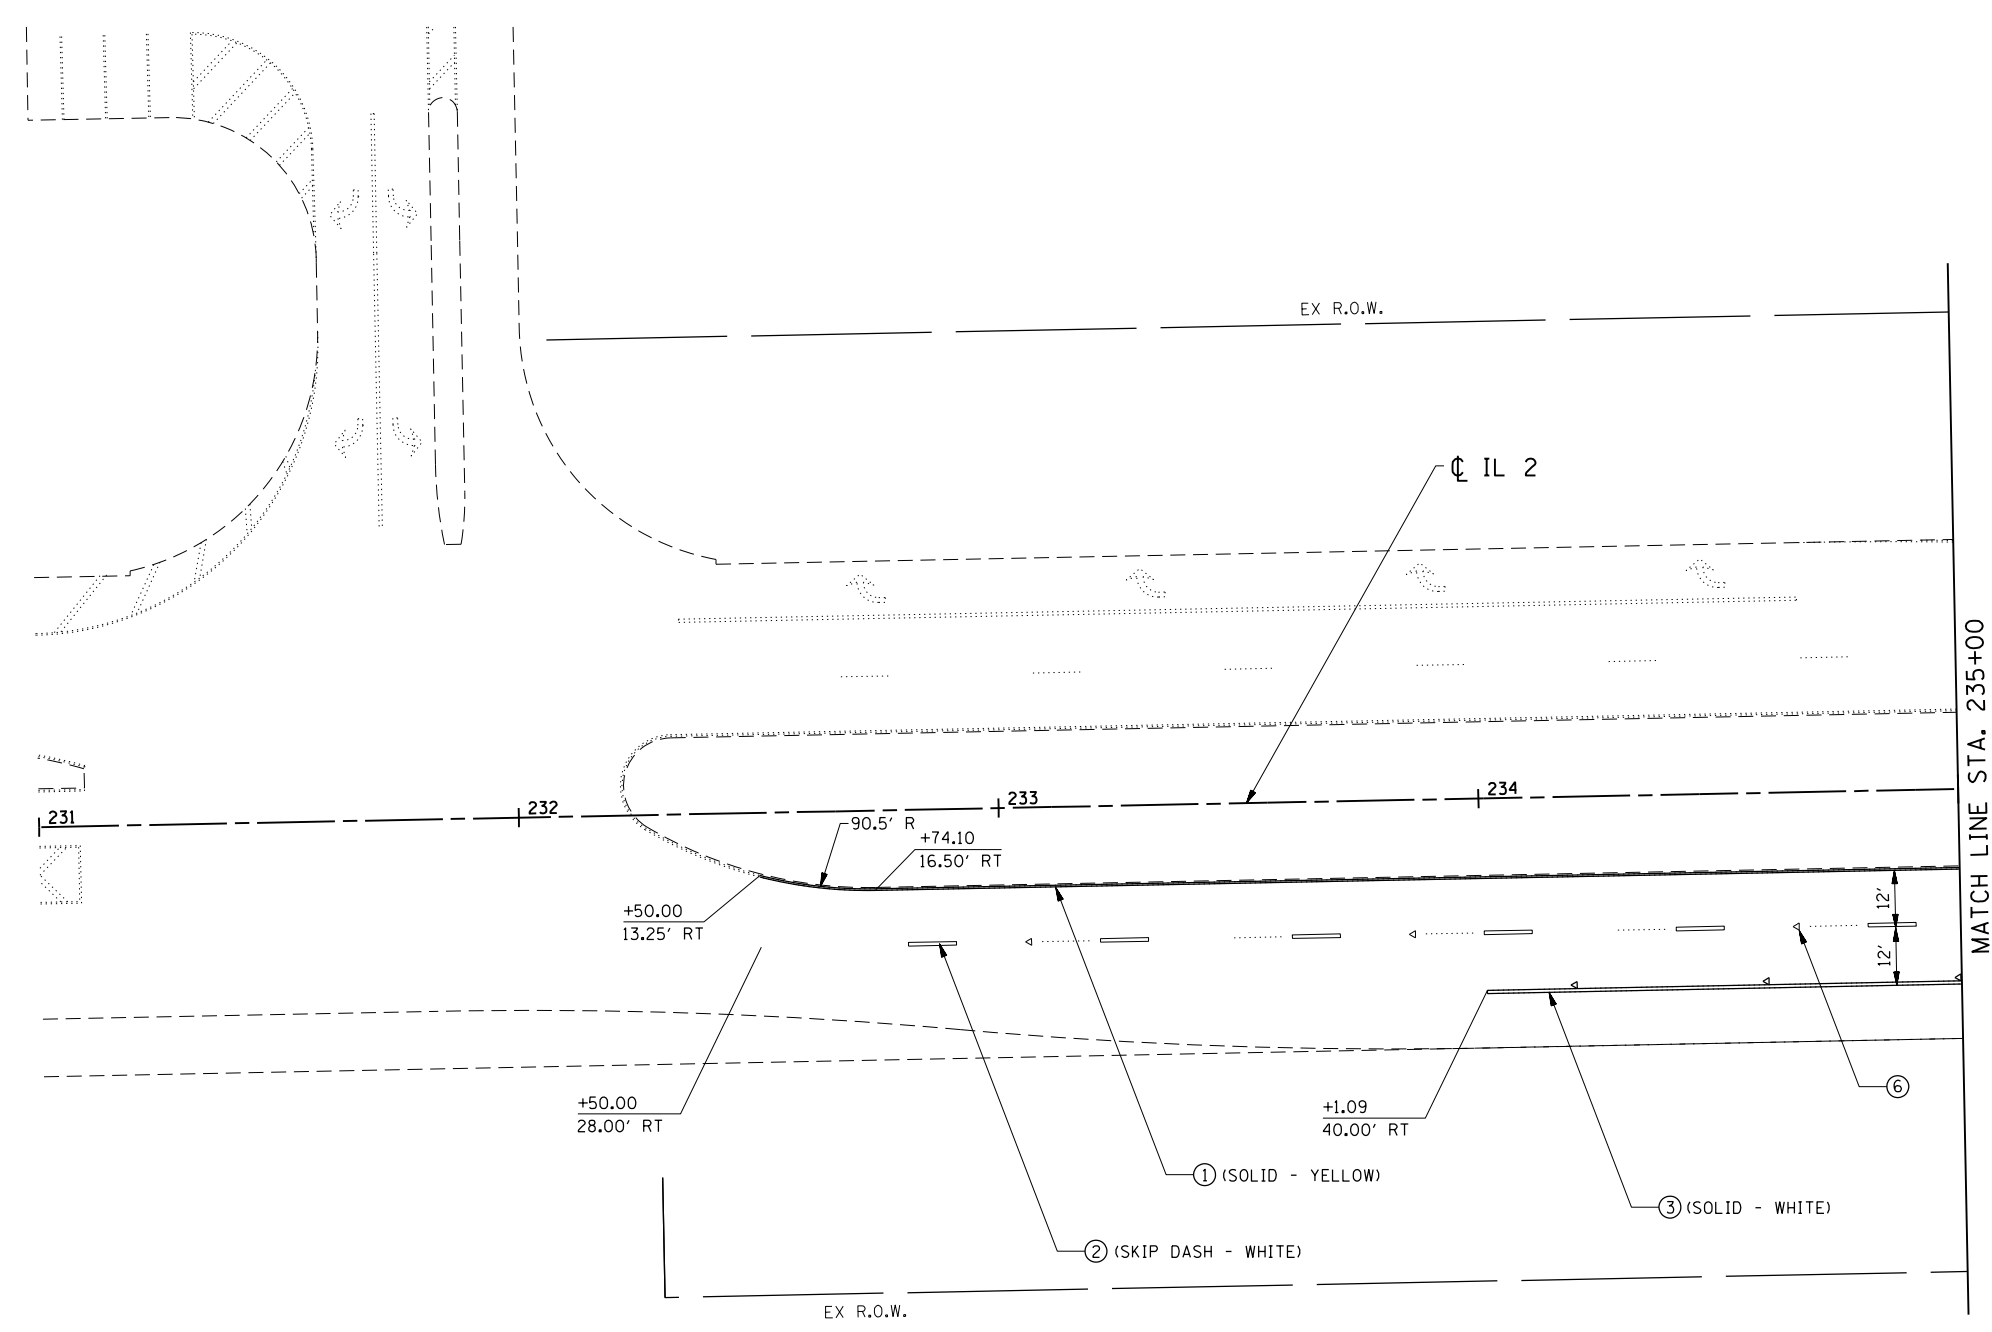 EX R.O.W.
℄ IL 2
MATCH LINE STA. 235+00
231
232
233
234
90.5' R
+74.10
16.50' RT
+50.00
13.25' RT
12'
12'
+50.00
28.00' RT
+1.09
40.00' RT
6
1 (SOLID - YELLOW)
3 (SOLID - WHITE)
2 (SKIP DASH - WHITE)
EX R.O.W.